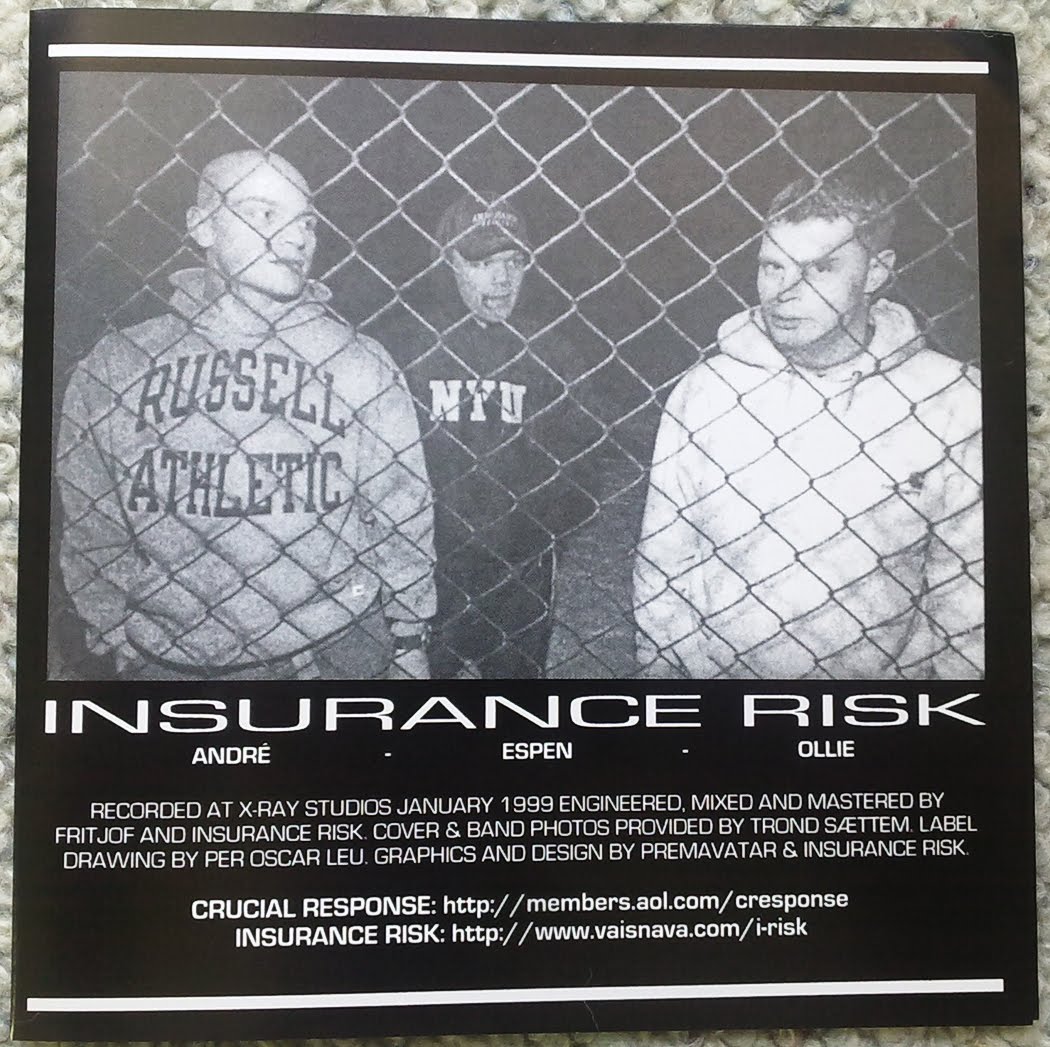 RUSSELL
ATHLETIC
NYU
INSURANCE RISK
ANDRÉ - ESPEN - OLLIE
RECORDED AT X-RAY STUDIOS JANUARY 1999 ENGINEERED, MIXED AND MASTERED BY
FRITJOF AND INSURANCE RISK. COVER & BAND PHOTOS PROVIDED BY TROND SÆTTEM. LABEL
DRAWING BY PER OSCAR LEU. GRAPHICS AND DESIGN BY PREMAVATAR & INSURANCE RISK.
CRUCIAL RESPONSE: http://members.aol.com/cresponse
INSURANCE RISK: http://www.vaisnava.com/i-risk